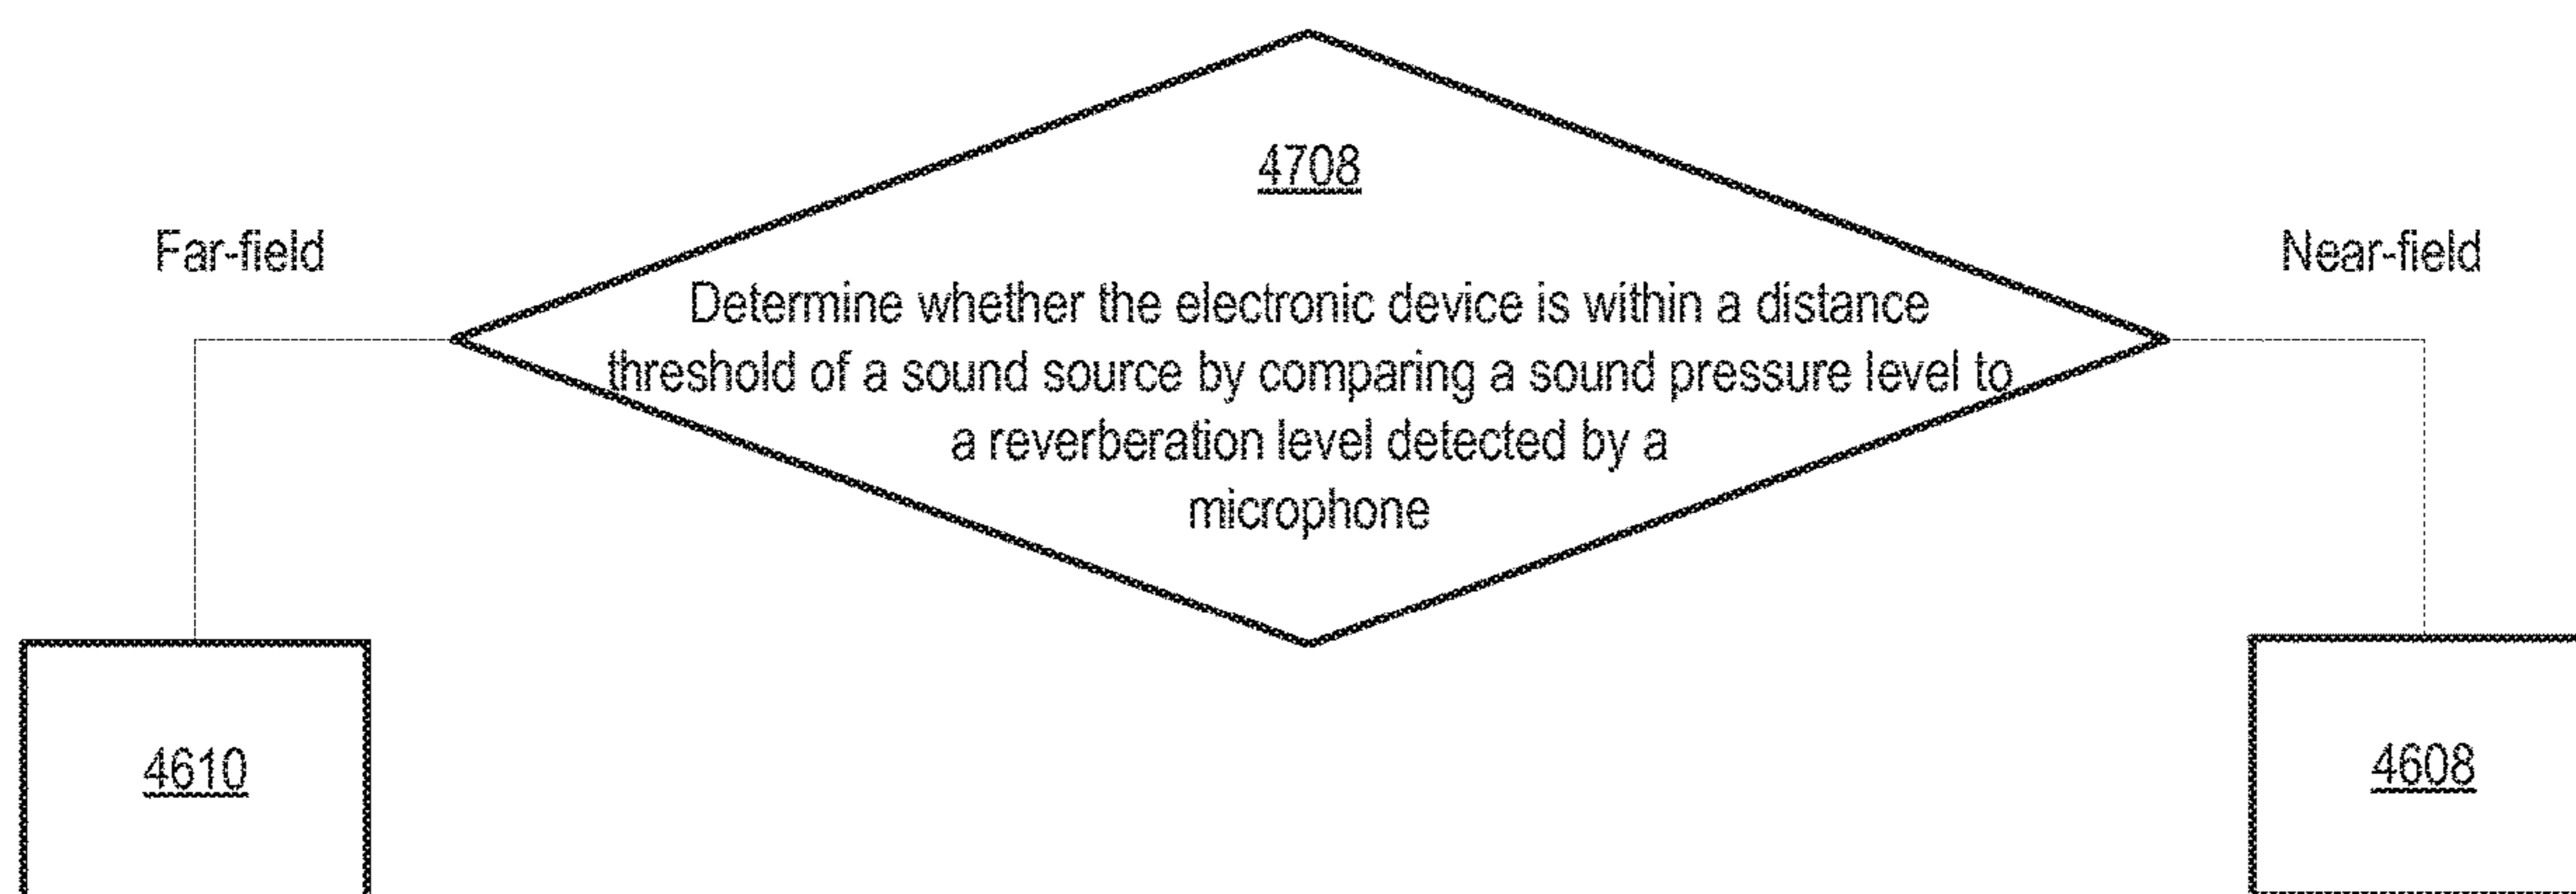 4708
Far-field
Near-field
Determine whether the electronic device is within a distance
threshold of a sound source by comparing a sound pressure level to
a reverberation level detected by a
microphone
4610
4608